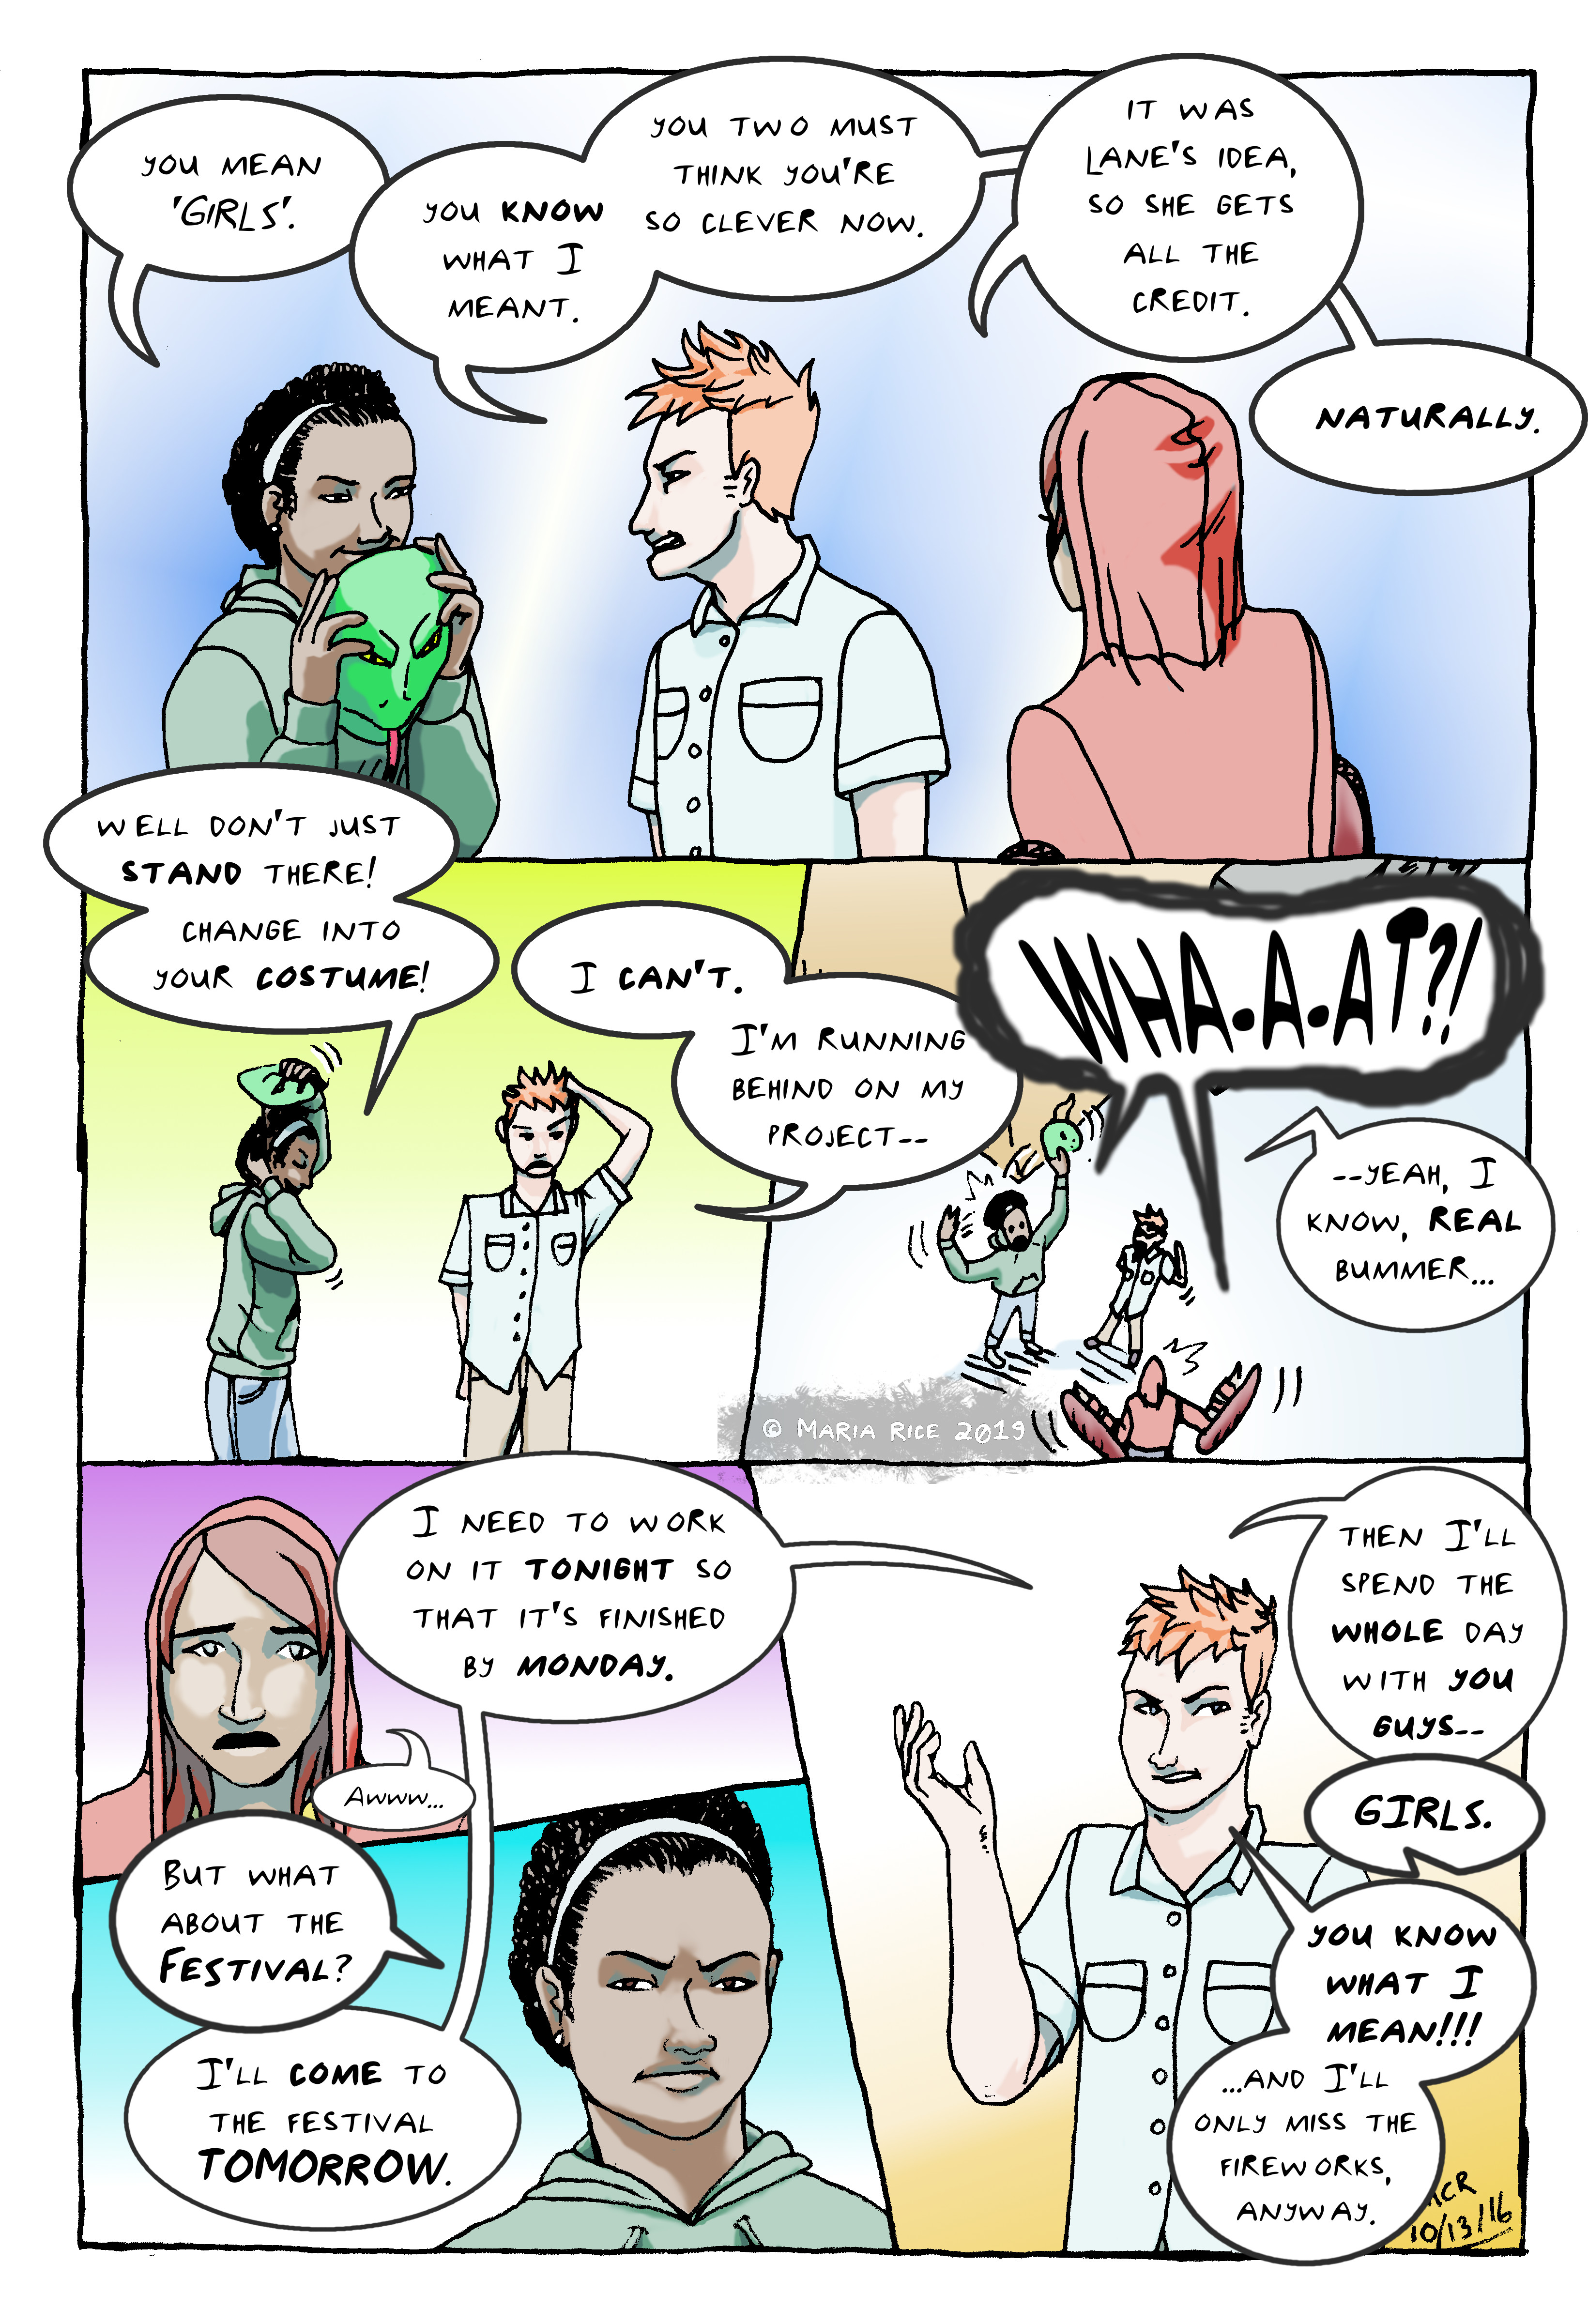 YOU MEAN
'GIRLS'.
YOU KNOW
WHAT I
MEANT.
YOU TWO MUST
THINK YOU'RE
SO CLEVER NOW.
IT WAS
LANE'S IDEA,
SO SHE GETS
ALL THE
CREDIT.
NATURALLY.
WELL DON'T JUST
STAND THERE!
CHANGE INTO
YOUR COSTUME!
I CAN'T.
I'M RUNNING
BEHIND ON MY
PROJECT--
WHA-A-AT?!
--YEAH, I
KNOW, REAL
BUMMER...
© MARIA RICE 2019
AWWW...
BUT WHAT
ABOUT THE
FESTIVAL?
I NEED TO WORK
ON IT TONIGHT SO
THAT IT'S FINISHED
BY MONDAY.
I'LL COME TO
THE FESTIVAL
TOMORROW.
THEN I'LL
SPEND THE
WHOLE DAY
WITH YOU
GUYS--
GIRLS.
YOU KNOW
WHAT I
MEAN!!!
...AND I'LL
ONLY MISS THE
FIREWORKS,
ANYWAY.
10/13/16